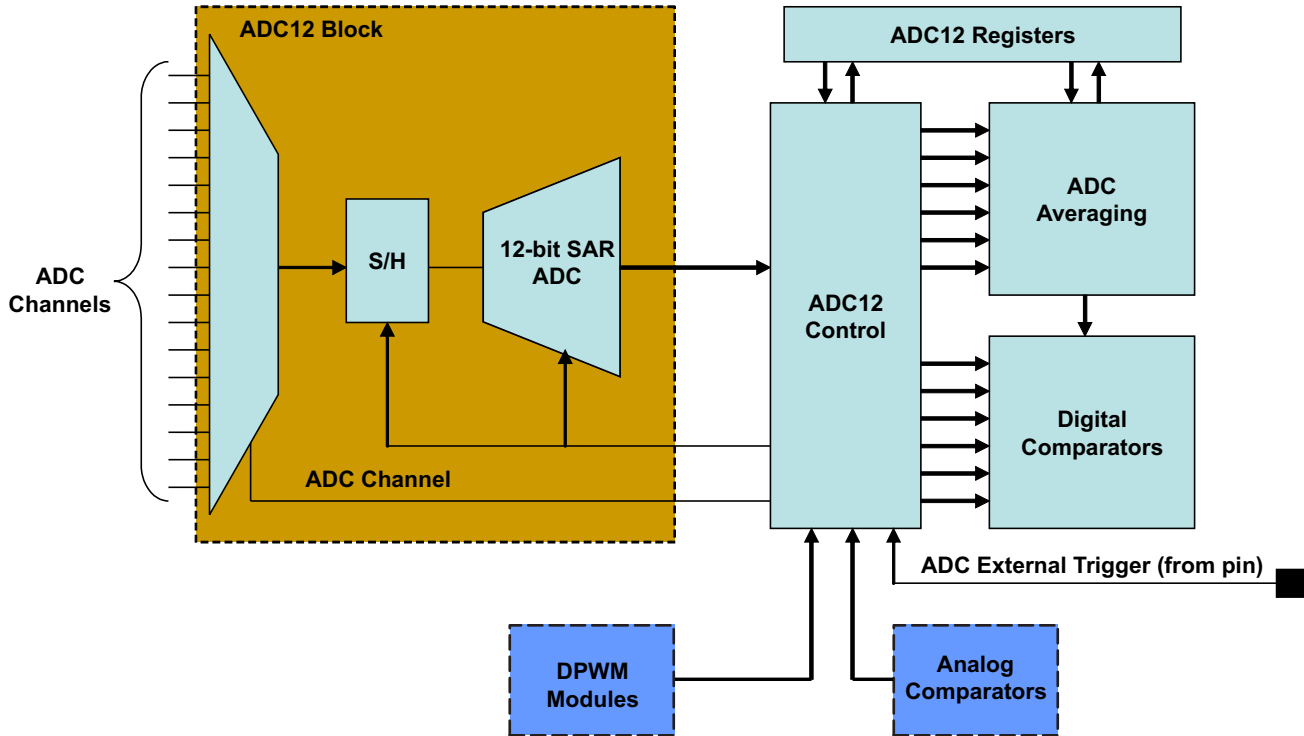 ADC12 Block
ADC12 Registers
ADC
Channels
S/H
12-bit SAR
ADC
ADC12
Control
ADC
Averaging
Digital
Comparators
ADC Channel
ADC External Trigger (from pin)
DPWM
Modules
Analog
Comparators